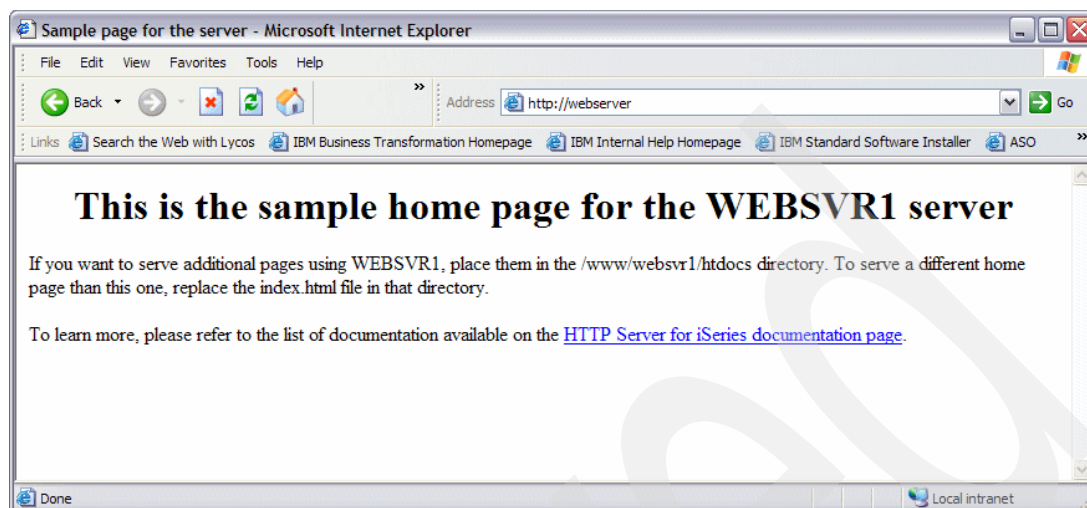 Sample page for the server - Microsoft Internet Explorer
File Edit View Favorites Tools Help
Back » Address http://webserver Go
Links Search the Web with Lycos IBM Business Transformation Homepage IBM Internal Help Homepage IBM Standard Software Installer ASO »
This is the sample home page for the WEBSVR1 server
If you want to serve additional pages using WEBSVR1, place them in the /www/websvr1/htdocs directory. To serve a different home
page than this one, replace the index.html file in that directory.
To learn more, please refer to the list of documentation available on the HTTP Server for iSeries documentation page.
Done Local intranet